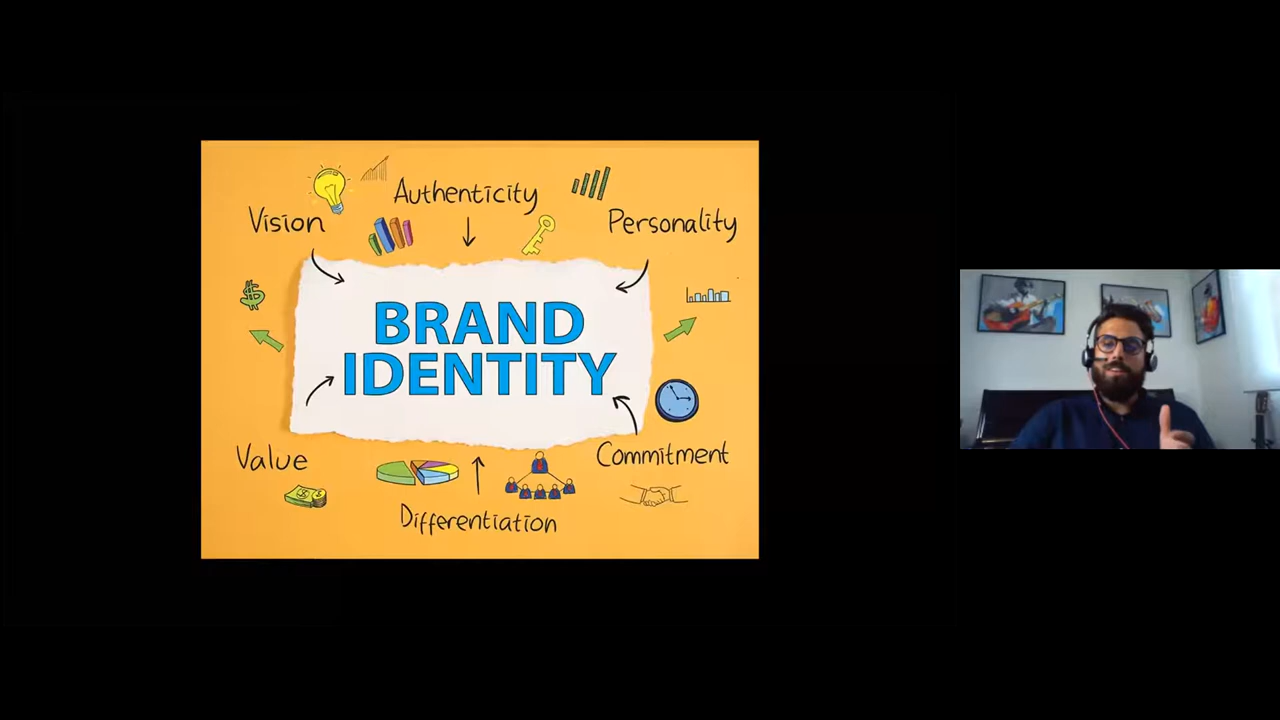 Authenticity
Vision
Personality
BRAND
IDENTITY
Value
Commitment
Differentiation